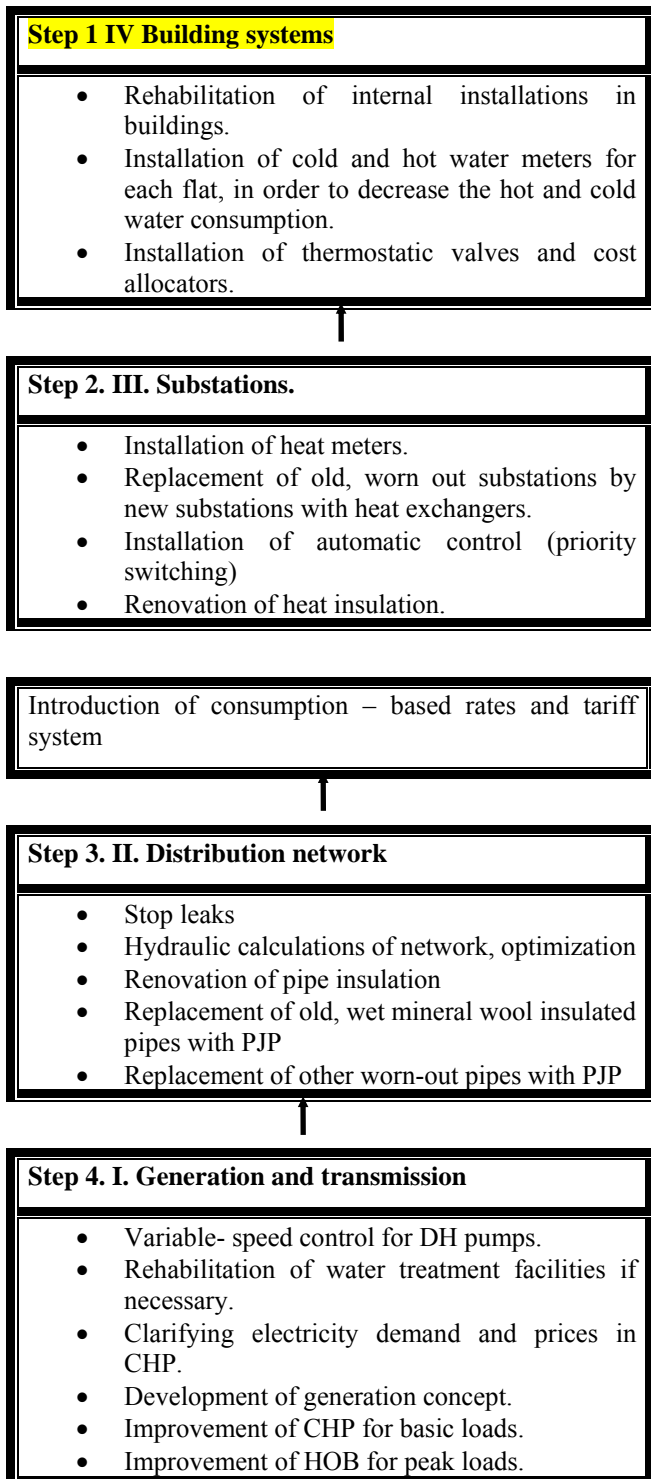 Step 1 IV Building systems
• Rehabilitation of internal installations in
buildings.
• Installation of cold and hot water meters for
each flat, in order to decrease the hot and cold
water consumption.
• Installation of thermostatic valves and cost
allocators.
Step 2. III. Substations.
• Installation of heat meters.
• Replacement of old, worn out substations by
new substations with heat exchangers.
• Installation of automatic control (priority
switching)
• Renovation of heat insulation.
Introduction of consumption – based rates and tariff
system
Step 3. II. Distribution network
• Stop leaks
• Hydraulic calculations of network, optimization
• Renovation of pipe insulation
• Replacement of old, wet mineral wool insulated
pipes with PJP
• Replacement of other worn-out pipes with PJP
Step 4. I. Generation and transmission
• Variable- speed control for DH pumps.
• Rehabilitation of water treatment facilities if
necessary.
• Clarifying electricity demand and prices in
CHP.
• Development of generation concept.
• Improvement of CHP for basic loads.
• Improvement of HOB for peak loads.